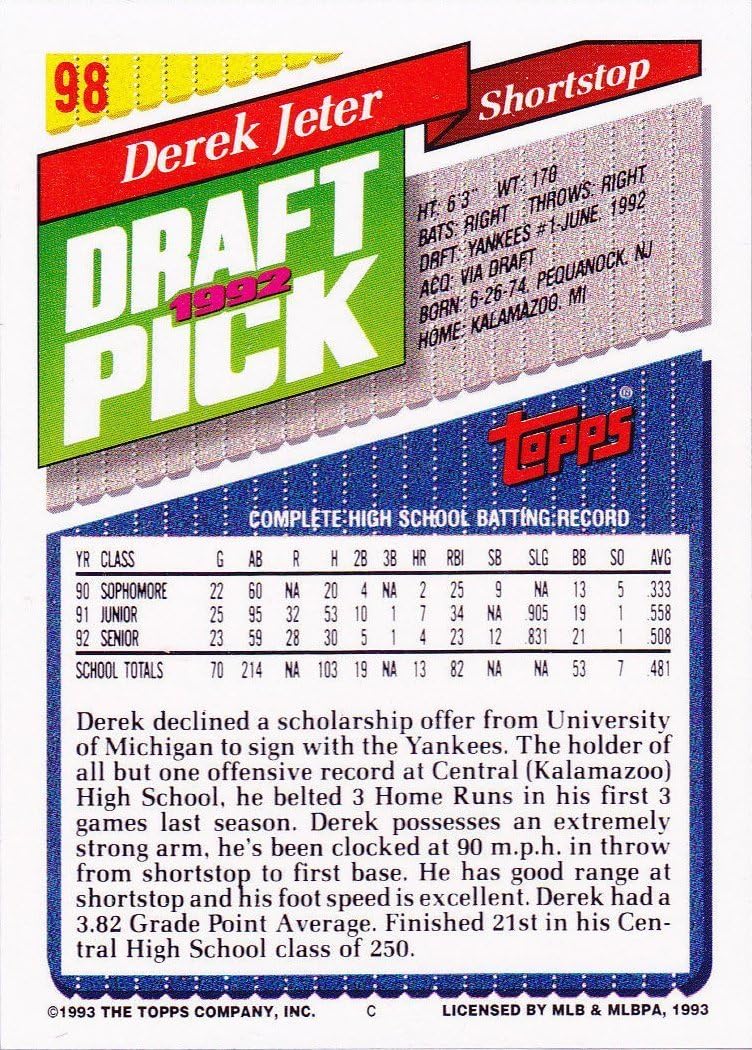 98
Derek Jeter
Shortstop
DRAFT
1992
PICK
HT: 6'3" WT: 170
BATS: RIGHT THROWS: RIGHT
DRFT: YANKEES #1-JUNE, 1992
ACQ: VIA DRAFT
BORN: 6-26-74, PEQUANOCK, NJ
HOME: KALAMAZOO, MI
TOPPS®
COMPLETE HIGH SCHOOL BATTING RECORD
YR CLASS G AB R H 2B 3B HR RBI SB SLG BB SO AVG
90 SOPHOMORE 22 60 NA 20 4 NA 2 25 9 NA 13 5 .333
91 JUNIOR 25 95 32 53 10 1 7 34 NA .905 19 1 .558
92 SENIOR 23 59 28 30 5 1 4 23 12 .831 21 1 .508
SCHOOL TOTALS 70 214 NA 103 19 NA 13 82 NA NA 53 7 .481
Derek declined a scholarship offer from University
of Michigan to sign with the Yankees. The holder of
all but one offensive record at Central (Kalamazoo)
High School, he belted 3 Home Runs in his first 3
games last season. Derek possesses an extremely
strong arm, he's been clocked at 90 m.p.h. in throw
from shortstop to first base. He has good range at
shortstop and his foot speed is excellent. Derek had a
3.82 Grade Point Average. Finished 21st in his Cen-
tral High School class of 250.
©1993 THE TOPPS COMPANY, INC. C LICENSED BY MLB & MLBPA, 1993